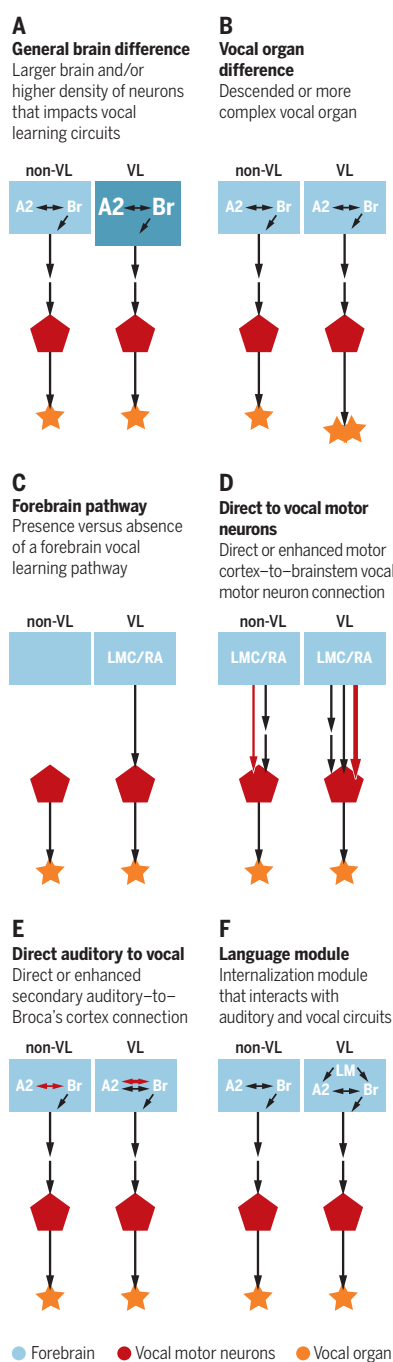 A
General brain difference
Larger brain and/or
higher density of neurons
that impacts vocal
learning circuits
non-VL VL
A2 Br A2 Br
B
Vocal organ
difference
Descended or more
complex vocal organ
non-VL VL
A2 Br A2 Br
C
Forebrain pathway
Presence versus absence
of a forebrain vocal
learning pathway
non-VL VL
LMC/RA
D
Direct to vocal motor
neurons
Direct or enhanced motor
cortex–to–brainstem vocal
motor neuron connection
non-VL VL
LMC/RA LMC/RA
E
Direct auditory to vocal
Direct or enhanced
secondary auditory–to–
Broca's cortex connection
non-VL VL
A2 Br A2 Br
F
Language module
Internalization module
that interacts with
auditory and vocal circuits
non-VL VL
LM
A2 Br A2 Br
Forebrain Vocal motor neurons Vocal organ